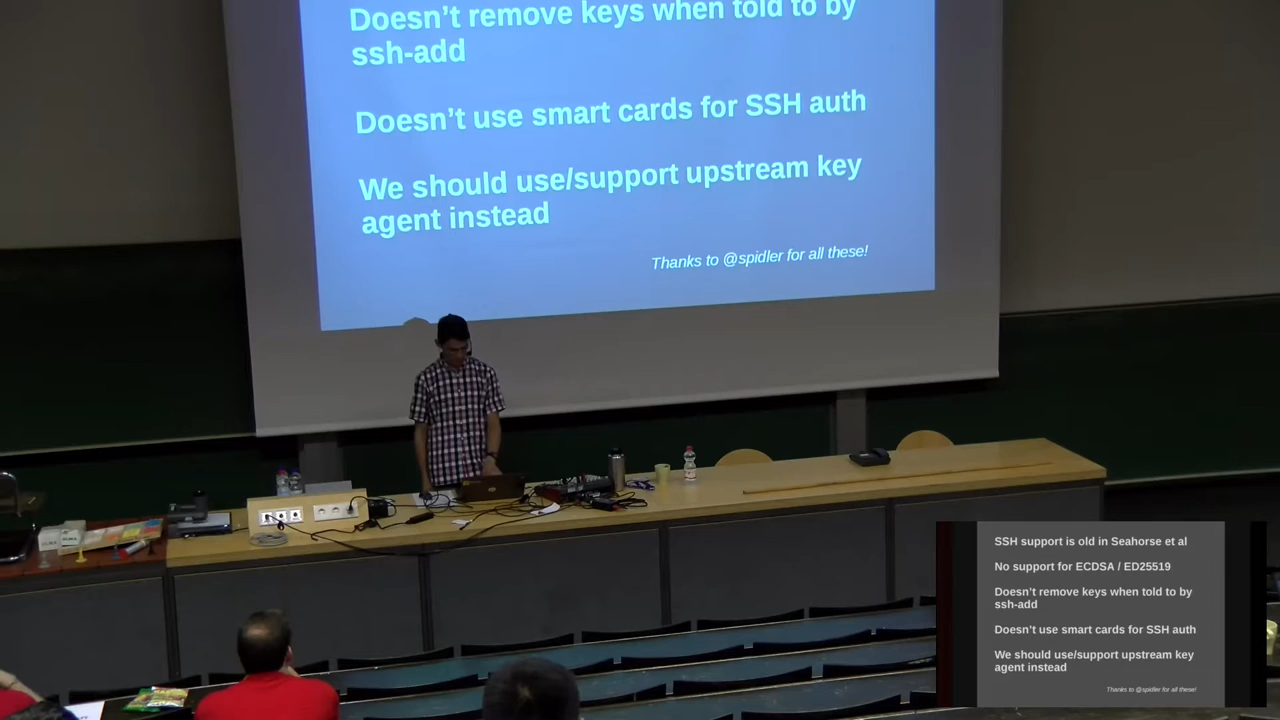 Doesn't remove keys when told to by
ssh-add
Doesn't use smart cards for SSH auth
We should use/support upstream key
agent instead
Thanks to @spidler for all these!
SSH support is old in Seahorse et al
No support for ECDSA / ED25519
Doesn't remove keys when told to by
ssh-add
Doesn't use smart cards for SSH auth
We should use/support upstream key
agent instead
Thanks to @spidler for all these!